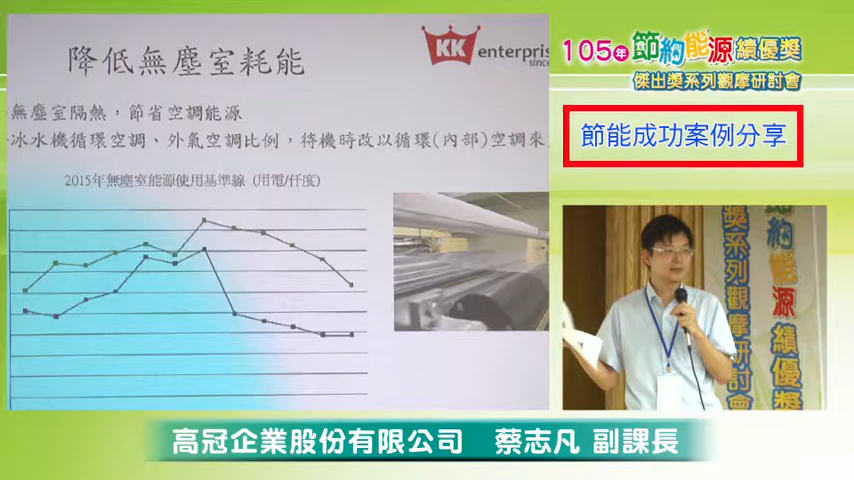 降低無塵室耗能
KK enterpris
since
無塵室隔熱，節省空調能源
冰水機循環空調、外氣空調比例，待機時改以循環(內部)空調來
2015年無塵室能源使用基準線 (用電/仟度)
105年節約能源績優獎
傑出獎系列觀摩研討會
節能成功案例分享
獎系列觀摩研討會
節約能源績優獎
高冠企業股份有限公司 蔡志凡 副課長